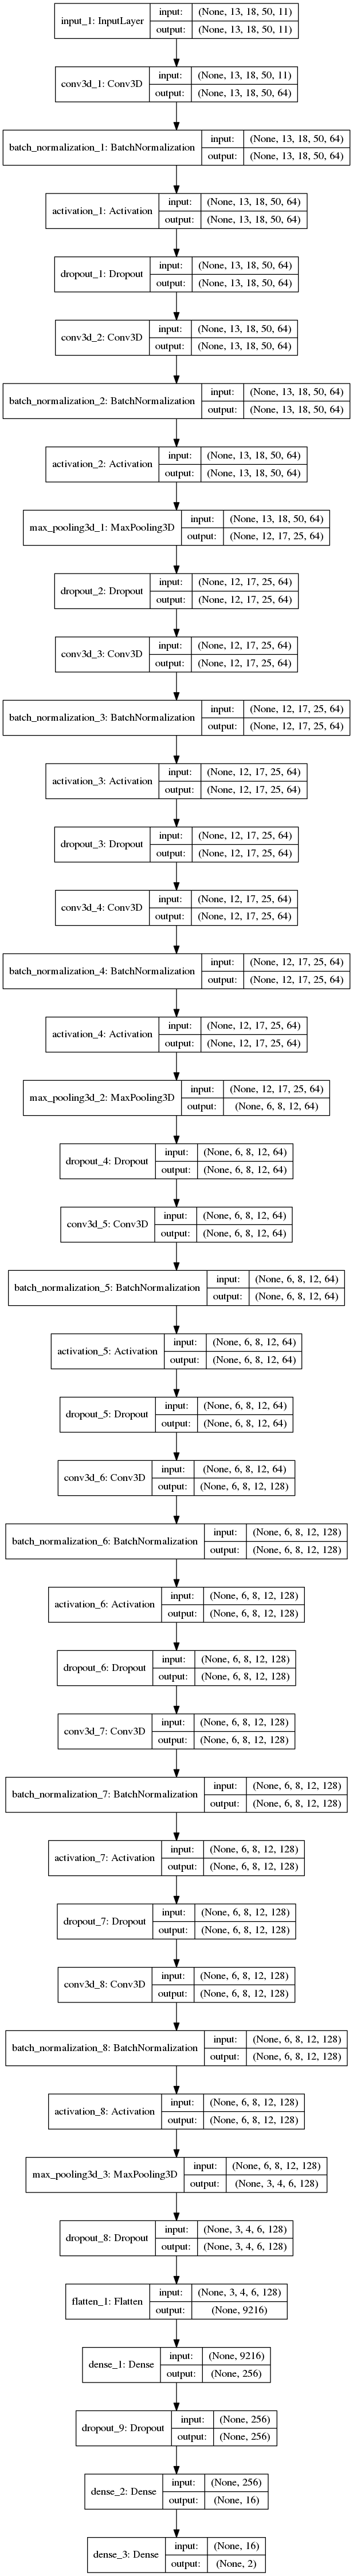 input_1: InputLayer
input: (None, 13, 18, 50, 11)
output: (None, 13, 18, 50, 11)
conv3d_1: Conv3D
input: (None, 13, 18, 50, 11)
output: (None, 13, 18, 50, 64)
batch_normalization_1: BatchNormalization
input: (None, 13, 18, 50, 64)
output: (None, 13, 18, 50, 64)
activation_1: Activation
input: (None, 13, 18, 50, 64)
output: (None, 13, 18, 50, 64)
dropout_1: Dropout
input: (None, 13, 18, 50, 64)
output: (None, 13, 18, 50, 64)
conv3d_2: Conv3D
input: (None, 13, 18, 50, 64)
output: (None, 13, 18, 50, 64)
batch_normalization_2: BatchNormalization
input: (None, 13, 18, 50, 64)
output: (None, 13, 18, 50, 64)
activation_2: Activation
input: (None, 13, 18, 50, 64)
output: (None, 13, 18, 50, 64)
max_pooling3d_1: MaxPooling3D
input: (None, 13, 18, 50, 64)
output: (None, 12, 17, 25, 64)
dropout_2: Dropout
input: (None, 12, 17, 25, 64)
output: (None, 12, 17, 25, 64)
conv3d_3: Conv3D
input: (None, 12, 17, 25, 64)
output: (None, 12, 17, 25, 64)
batch_normalization_3: BatchNormalization
input: (None, 12, 17, 25, 64)
output: (None, 12, 17, 25, 64)
activation_3: Activation
input: (None, 12, 17, 25, 64)
output: (None, 12, 17, 25, 64)
dropout_3: Dropout
input: (None, 12, 17, 25, 64)
output: (None, 12, 17, 25, 64)
conv3d_4: Conv3D
input: (None, 12, 17, 25, 64)
output: (None, 12, 17, 25, 64)
batch_normalization_4: BatchNormalization
input: (None, 12, 17, 25, 64)
output: (None, 12, 17, 25, 64)
activation_4: Activation
input: (None, 12, 17, 25, 64)
output: (None, 12, 17, 25, 64)
max_pooling3d_2: MaxPooling3D
input: (None, 12, 17, 25, 64)
output: (None, 6, 8, 12, 64)
dropout_4: Dropout
input: (None, 6, 8, 12, 64)
output: (None, 6, 8, 12, 64)
conv3d_5: Conv3D
input: (None, 6, 8, 12, 64)
output: (None, 6, 8, 12, 64)
batch_normalization_5: BatchNormalization
input: (None, 6, 8, 12, 64)
output: (None, 6, 8, 12, 64)
activation_5: Activation
input: (None, 6, 8, 12, 64)
output: (None, 6, 8, 12, 64)
dropout_5: Dropout
input: (None, 6, 8, 12, 64)
output: (None, 6, 8, 12, 64)
conv3d_6: Conv3D
input: (None, 6, 8, 12, 64)
output: (None, 6, 8, 12, 128)
batch_normalization_6: BatchNormalization
input: (None, 6, 8, 12, 128)
output: (None, 6, 8, 12, 128)
activation_6: Activation
input: (None, 6, 8, 12, 128)
output: (None, 6, 8, 12, 128)
dropout_6: Dropout
input: (None, 6, 8, 12, 128)
output: (None, 6, 8, 12, 128)
conv3d_7: Conv3D
input: (None, 6, 8, 12, 128)
output: (None, 6, 8, 12, 128)
batch_normalization_7: BatchNormalization
input: (None, 6, 8, 12, 128)
output: (None, 6, 8, 12, 128)
activation_7: Activation
input: (None, 6, 8, 12, 128)
output: (None, 6, 8, 12, 128)
dropout_7: Dropout
input: (None, 6, 8, 12, 128)
output: (None, 6, 8, 12, 128)
conv3d_8: Conv3D
input: (None, 6, 8, 12, 128)
output: (None, 6, 8, 12, 128)
batch_normalization_8: BatchNormalization
input: (None, 6, 8, 12, 128)
output: (None, 6, 8, 12, 128)
activation_8: Activation
input: (None, 6, 8, 12, 128)
output: (None, 6, 8, 12, 128)
max_pooling3d_3: MaxPooling3D
input: (None, 6, 8, 12, 128)
output: (None, 3, 4, 6, 128)
dropout_8: Dropout
input: (None, 3, 4, 6, 128)
output: (None, 3, 4, 6, 128)
flatten_1: Flatten
input: (None, 3, 4, 6, 128)
output: (None, 9216)
dense_1: Dense
input: (None, 9216)
output: (None, 256)
dropout_9: Dropout
input: (None, 256)
output: (None, 256)
dense_2: Dense
input: (None, 256)
output: (None, 16)
dense_3: Dense
input: (None, 16)
output: (None, 2)